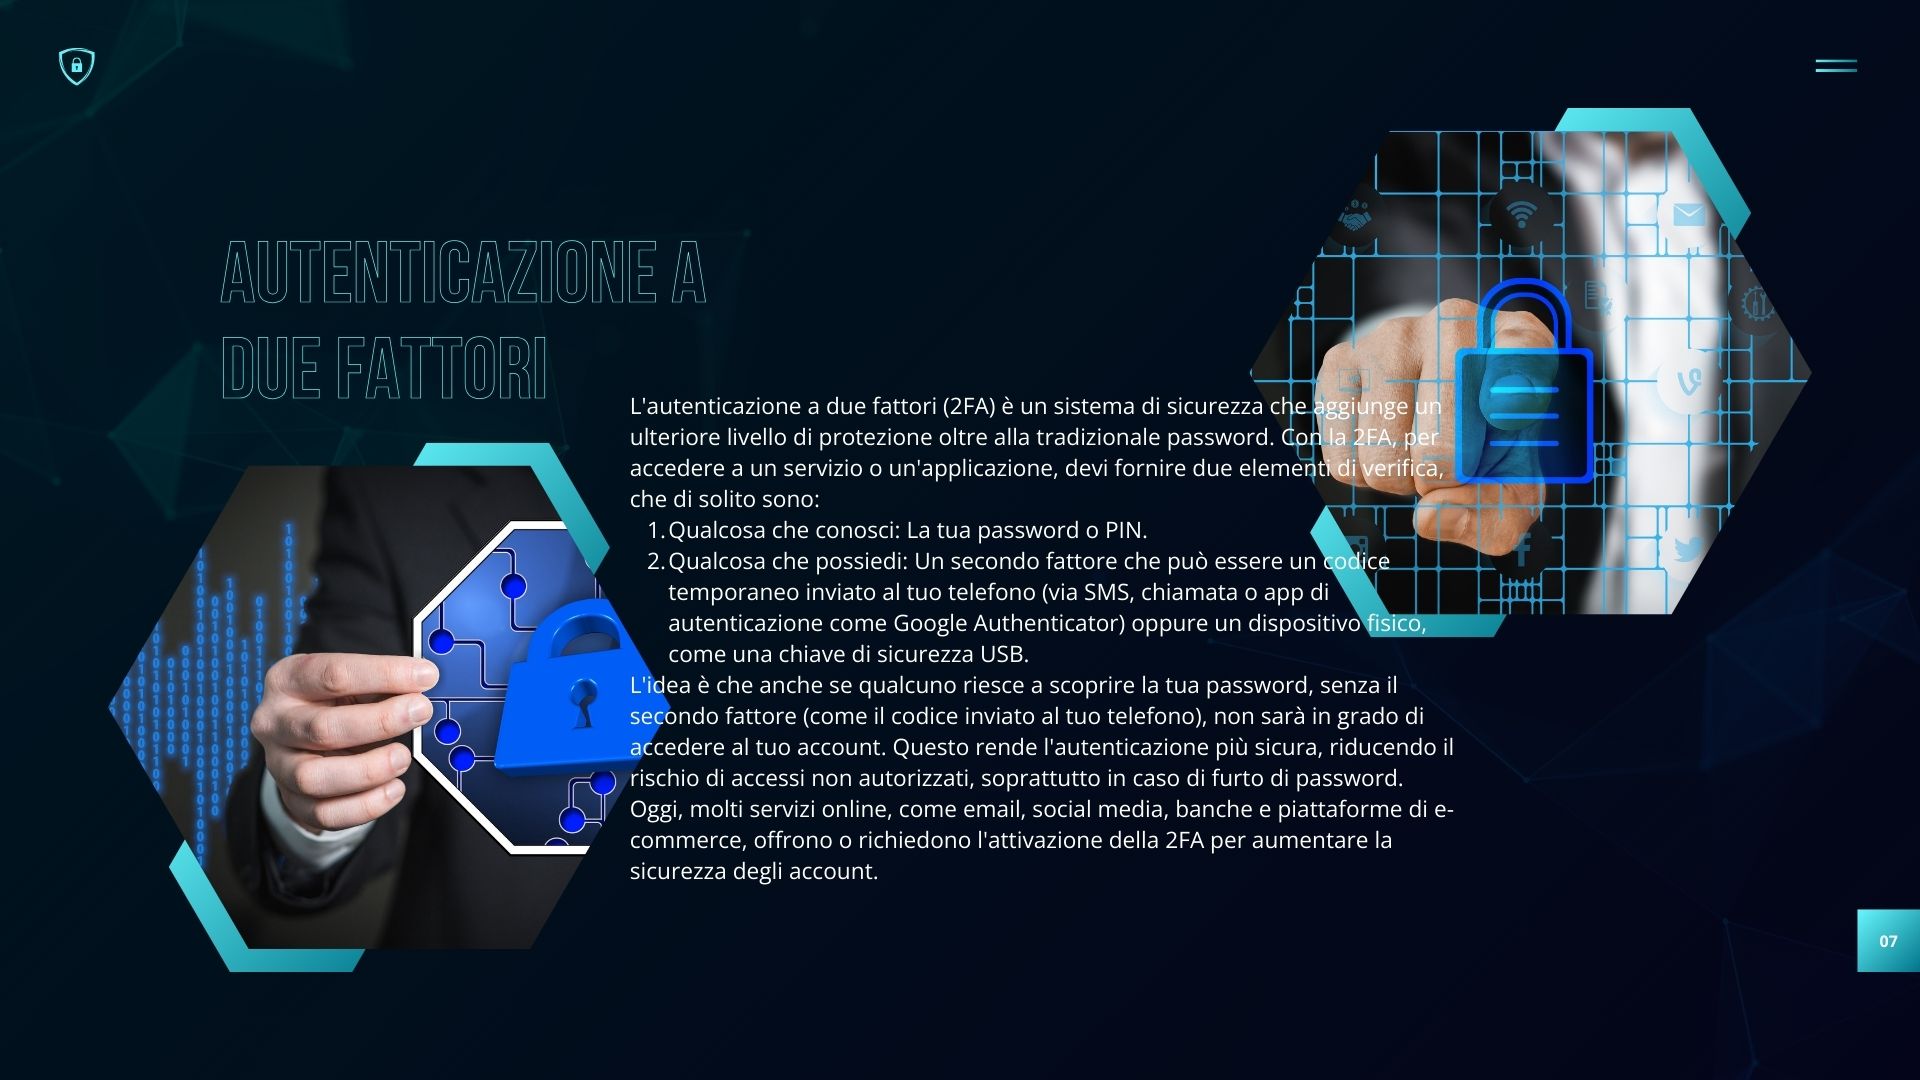 AUTENTICAZIONE A
DUE FATTORI
L'autenticazione a due fattori (2FA) è un sistema di sicurezza che aggiunge un
ulteriore livello di protezione oltre alla tradizionale password. Con la 2FA, per
accedere a un servizio o un'applicazione, devi fornire due elementi di verifica,
che di solito sono:
1. Qualcosa che conosci: La tua password o PIN.
2. Qualcosa che possiedi: Un secondo fattore che può essere un codice
temporaneo inviato al tuo telefono (via SMS, chiamata o app di
autenticazione come Google Authenticator) oppure un dispositivo fisico,
come una chiave di sicurezza USB.
L'idea è che anche se qualcuno riesce a scoprire la tua password, senza il
secondo fattore (come il codice inviato al tuo telefono), non sarà in grado di
accedere al tuo account. Questo rende l'autenticazione più sicura, riducendo il
rischio di accessi non autorizzati, soprattutto in caso di furto di password.
Oggi, molti servizi online, come email, social media, banche e piattaforme di e-
commerce, offrono o richiedono l'attivazione della 2FA per aumentare la
sicurezza degli account.
07